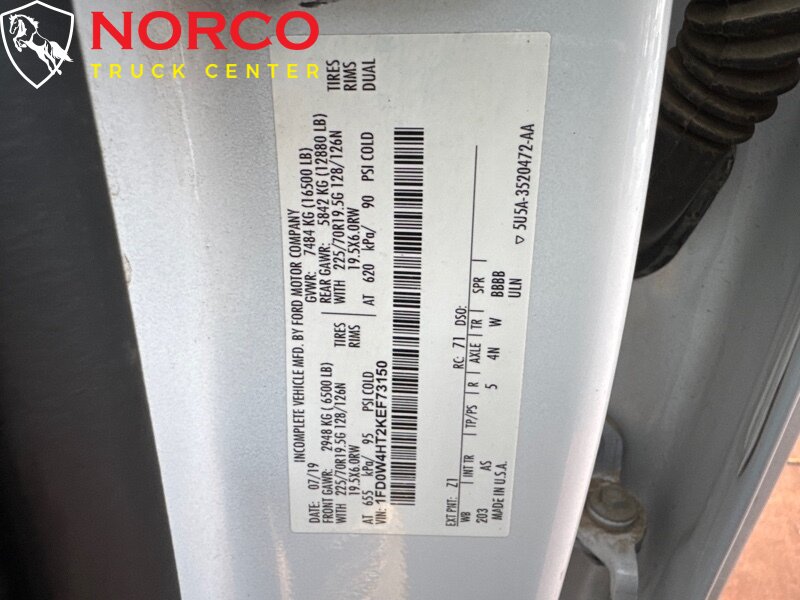 NORCO
TRUCK CENTER
INCOMPLETE VEHICLE MFD. BY FORD MOTOR COMPANY
DATE: 07/19 GVWR: 7484 KG (16500 LB)
FRONT GAWR: 2948 KG ( 6500 LB) REAR GAWR: 5842 KG (12880 LB)
WITH 225/70R19.5G 128/126N TIRES WITH 225/70R19.5G 128/126N TIRES
19.5X6.0RW RIMS 19.5X6.0RW RIMS
AT 655 kPa/ 95 PSI COLD AT 620 kPa/ 90 PSI COLD DUAL
VIN: 1FD0W4HT2KEF73150
EXT PNT: Z1 RC: 71 DSO:
WB INT TR TP/PS R AXLE TR SPR
203 AS 5 4N W BBBB
MADE IN U.S.A. ULN
▽ 5U5A-3520472-AA